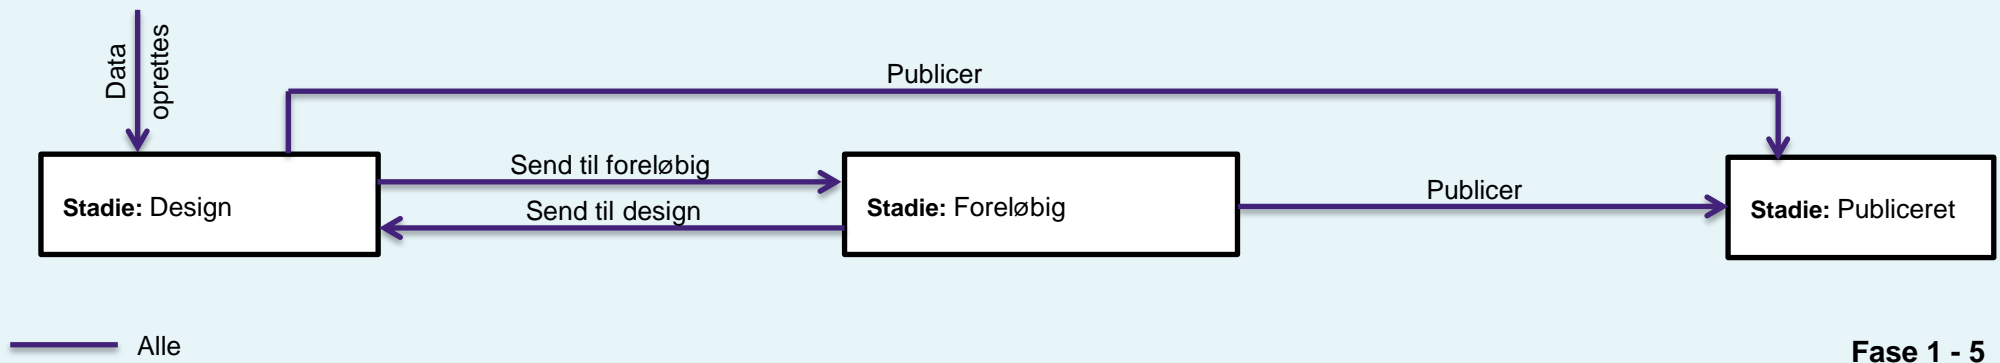 Data
oprettes
Publicer
Send til foreløbig
Send til design
Publicer
Stadie: Design
Stadie: Foreløbig
Stadie: Publiceret
Alle
Fase 1 - 5